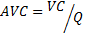 AVC = VC/Q